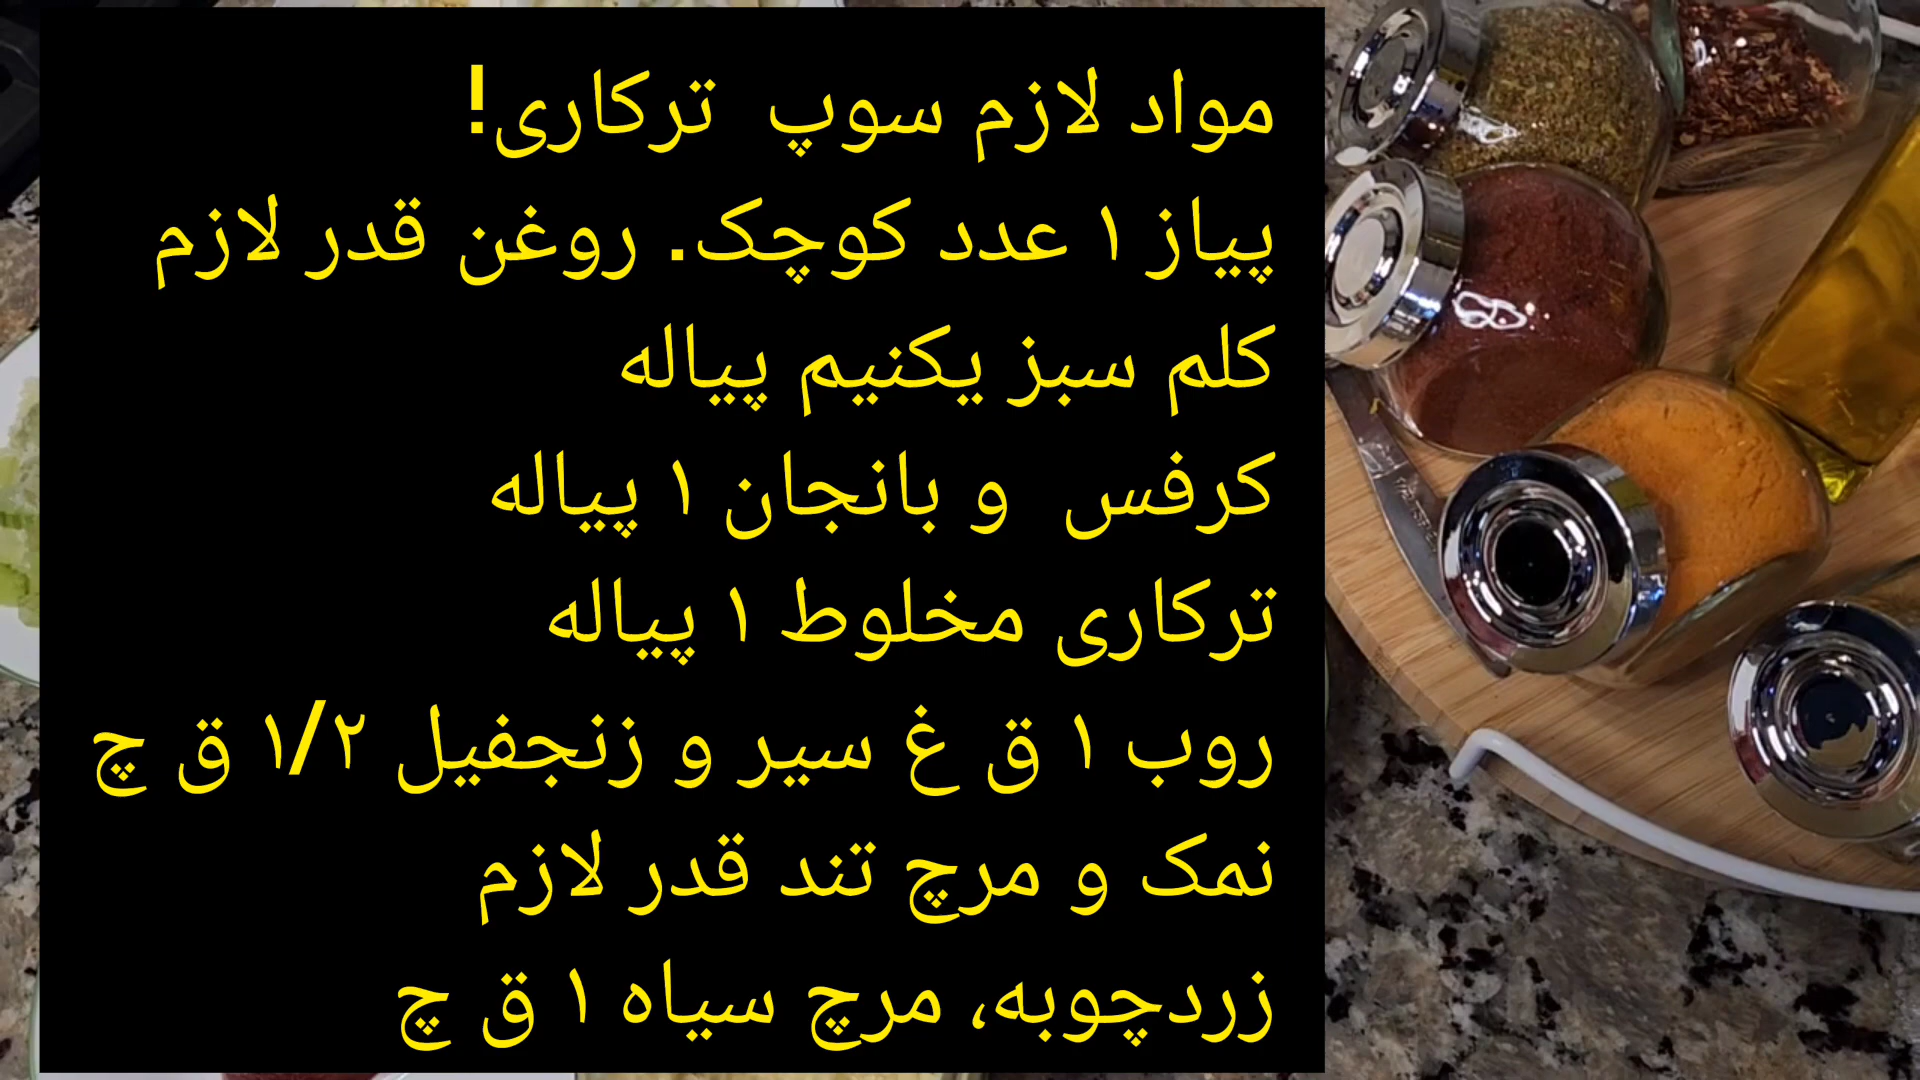 مواد لازم سوپ  ترکاری!
پیاز ۱ عدد کوچک. روغن قدر لازم
کلم سبز یکنیم پیاله
کرفس  و بانجان ۱ پیاله
ترکاری مخلوط ۱ پیاله
روب ۱ ق غ سیر و زنجفیل ۱/۲ ق چ
نمک و مرچ تند قدر لازم
زردچوبه، مرچ سیاه ۱ ق چ